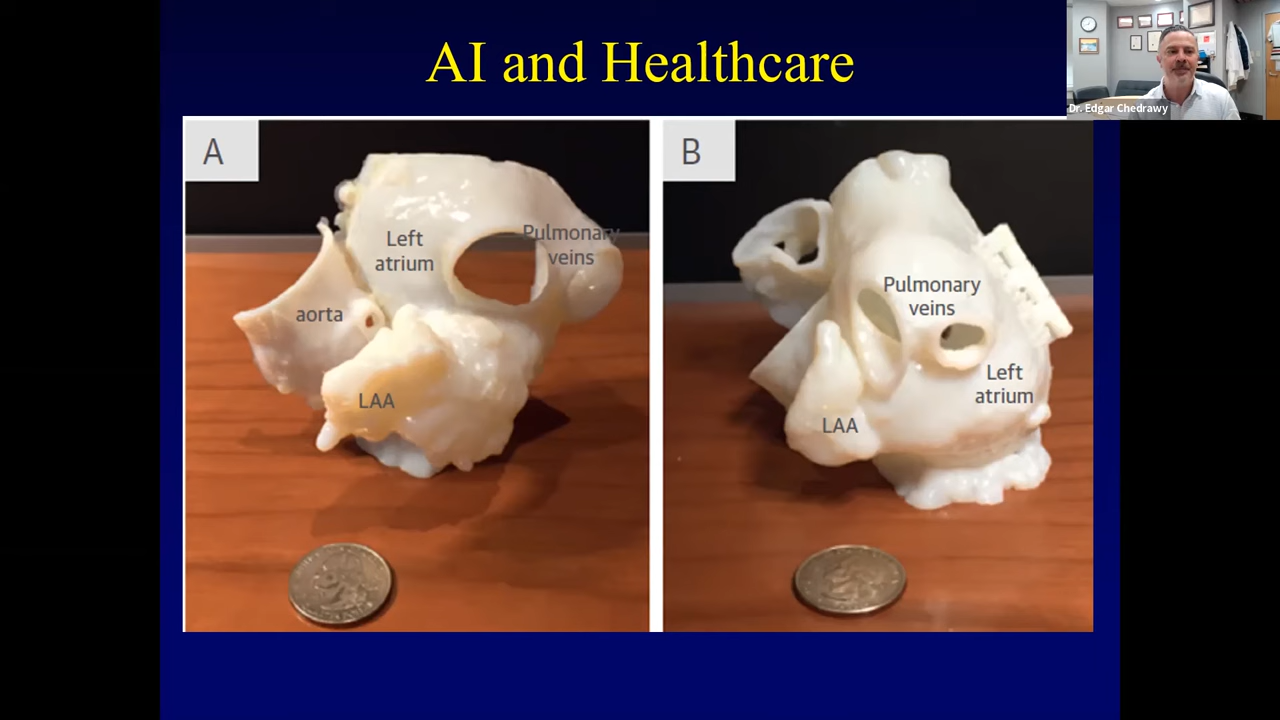 AI and Healthcare
Dr. Edgar Chedrawy
A
Left
atrium
Pulmonary
veins
aorta
LAA
B
Pulmonary
veins
Left
atrium
LAA